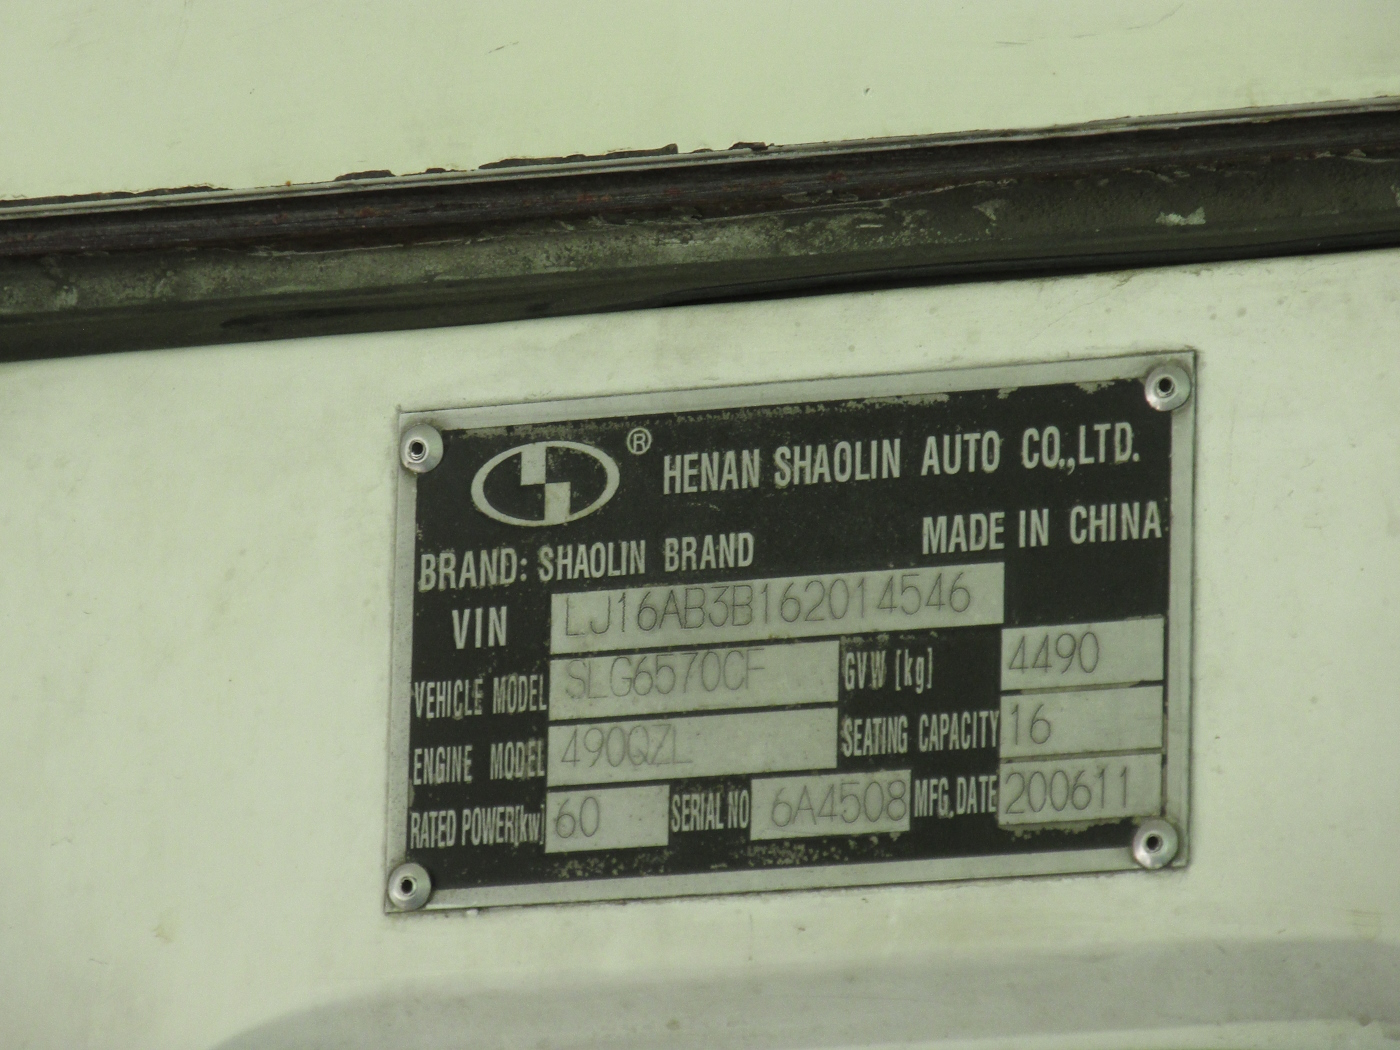 ® HENAN SHAOLIN AUTO CO.,LTD.
BRAND: SHAOLIN BRAND MADE IN CHINA
VIN LJ16AB3B162014546
VEHICLE MODEL SLG6570CF GVW [kg] 4490
ENGINE MODEL 490QZL SEATING CAPACITY 16
RATED POWER[kw] 60 SERIAL NO 6A4508 MFG.DATE 200611